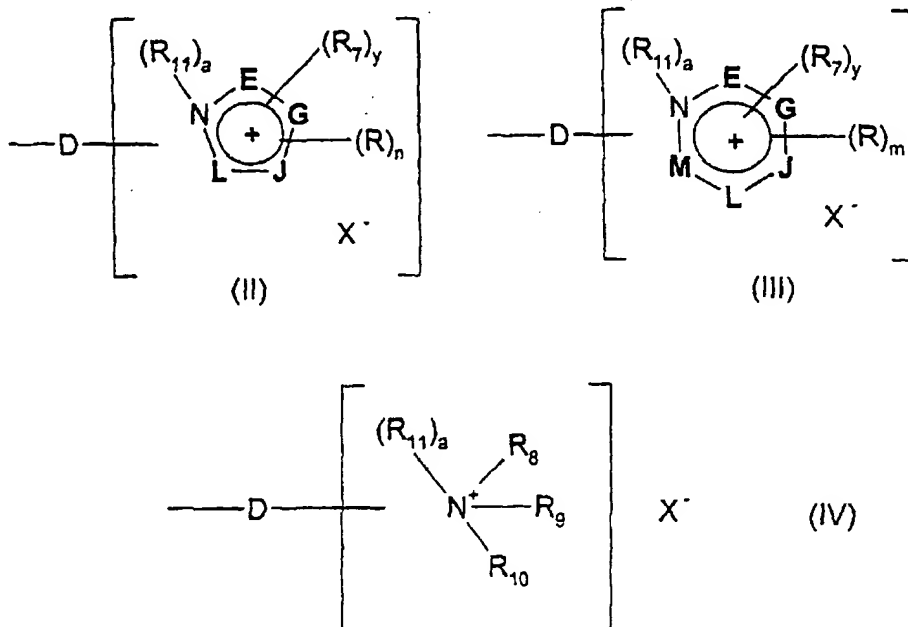 (R₁₁)ₐ E (R₇)ᵧ
N G
D + (R)ₙ
L J
X⁻
(II)
(R₁₁)ₐ E (R₇)ᵧ
N G
D + (R)ₘ
M J
L
X⁻
(III)
(R₁₁)ₐ R₈
D N⁺ R₉ X⁻ (IV)
R₁₀